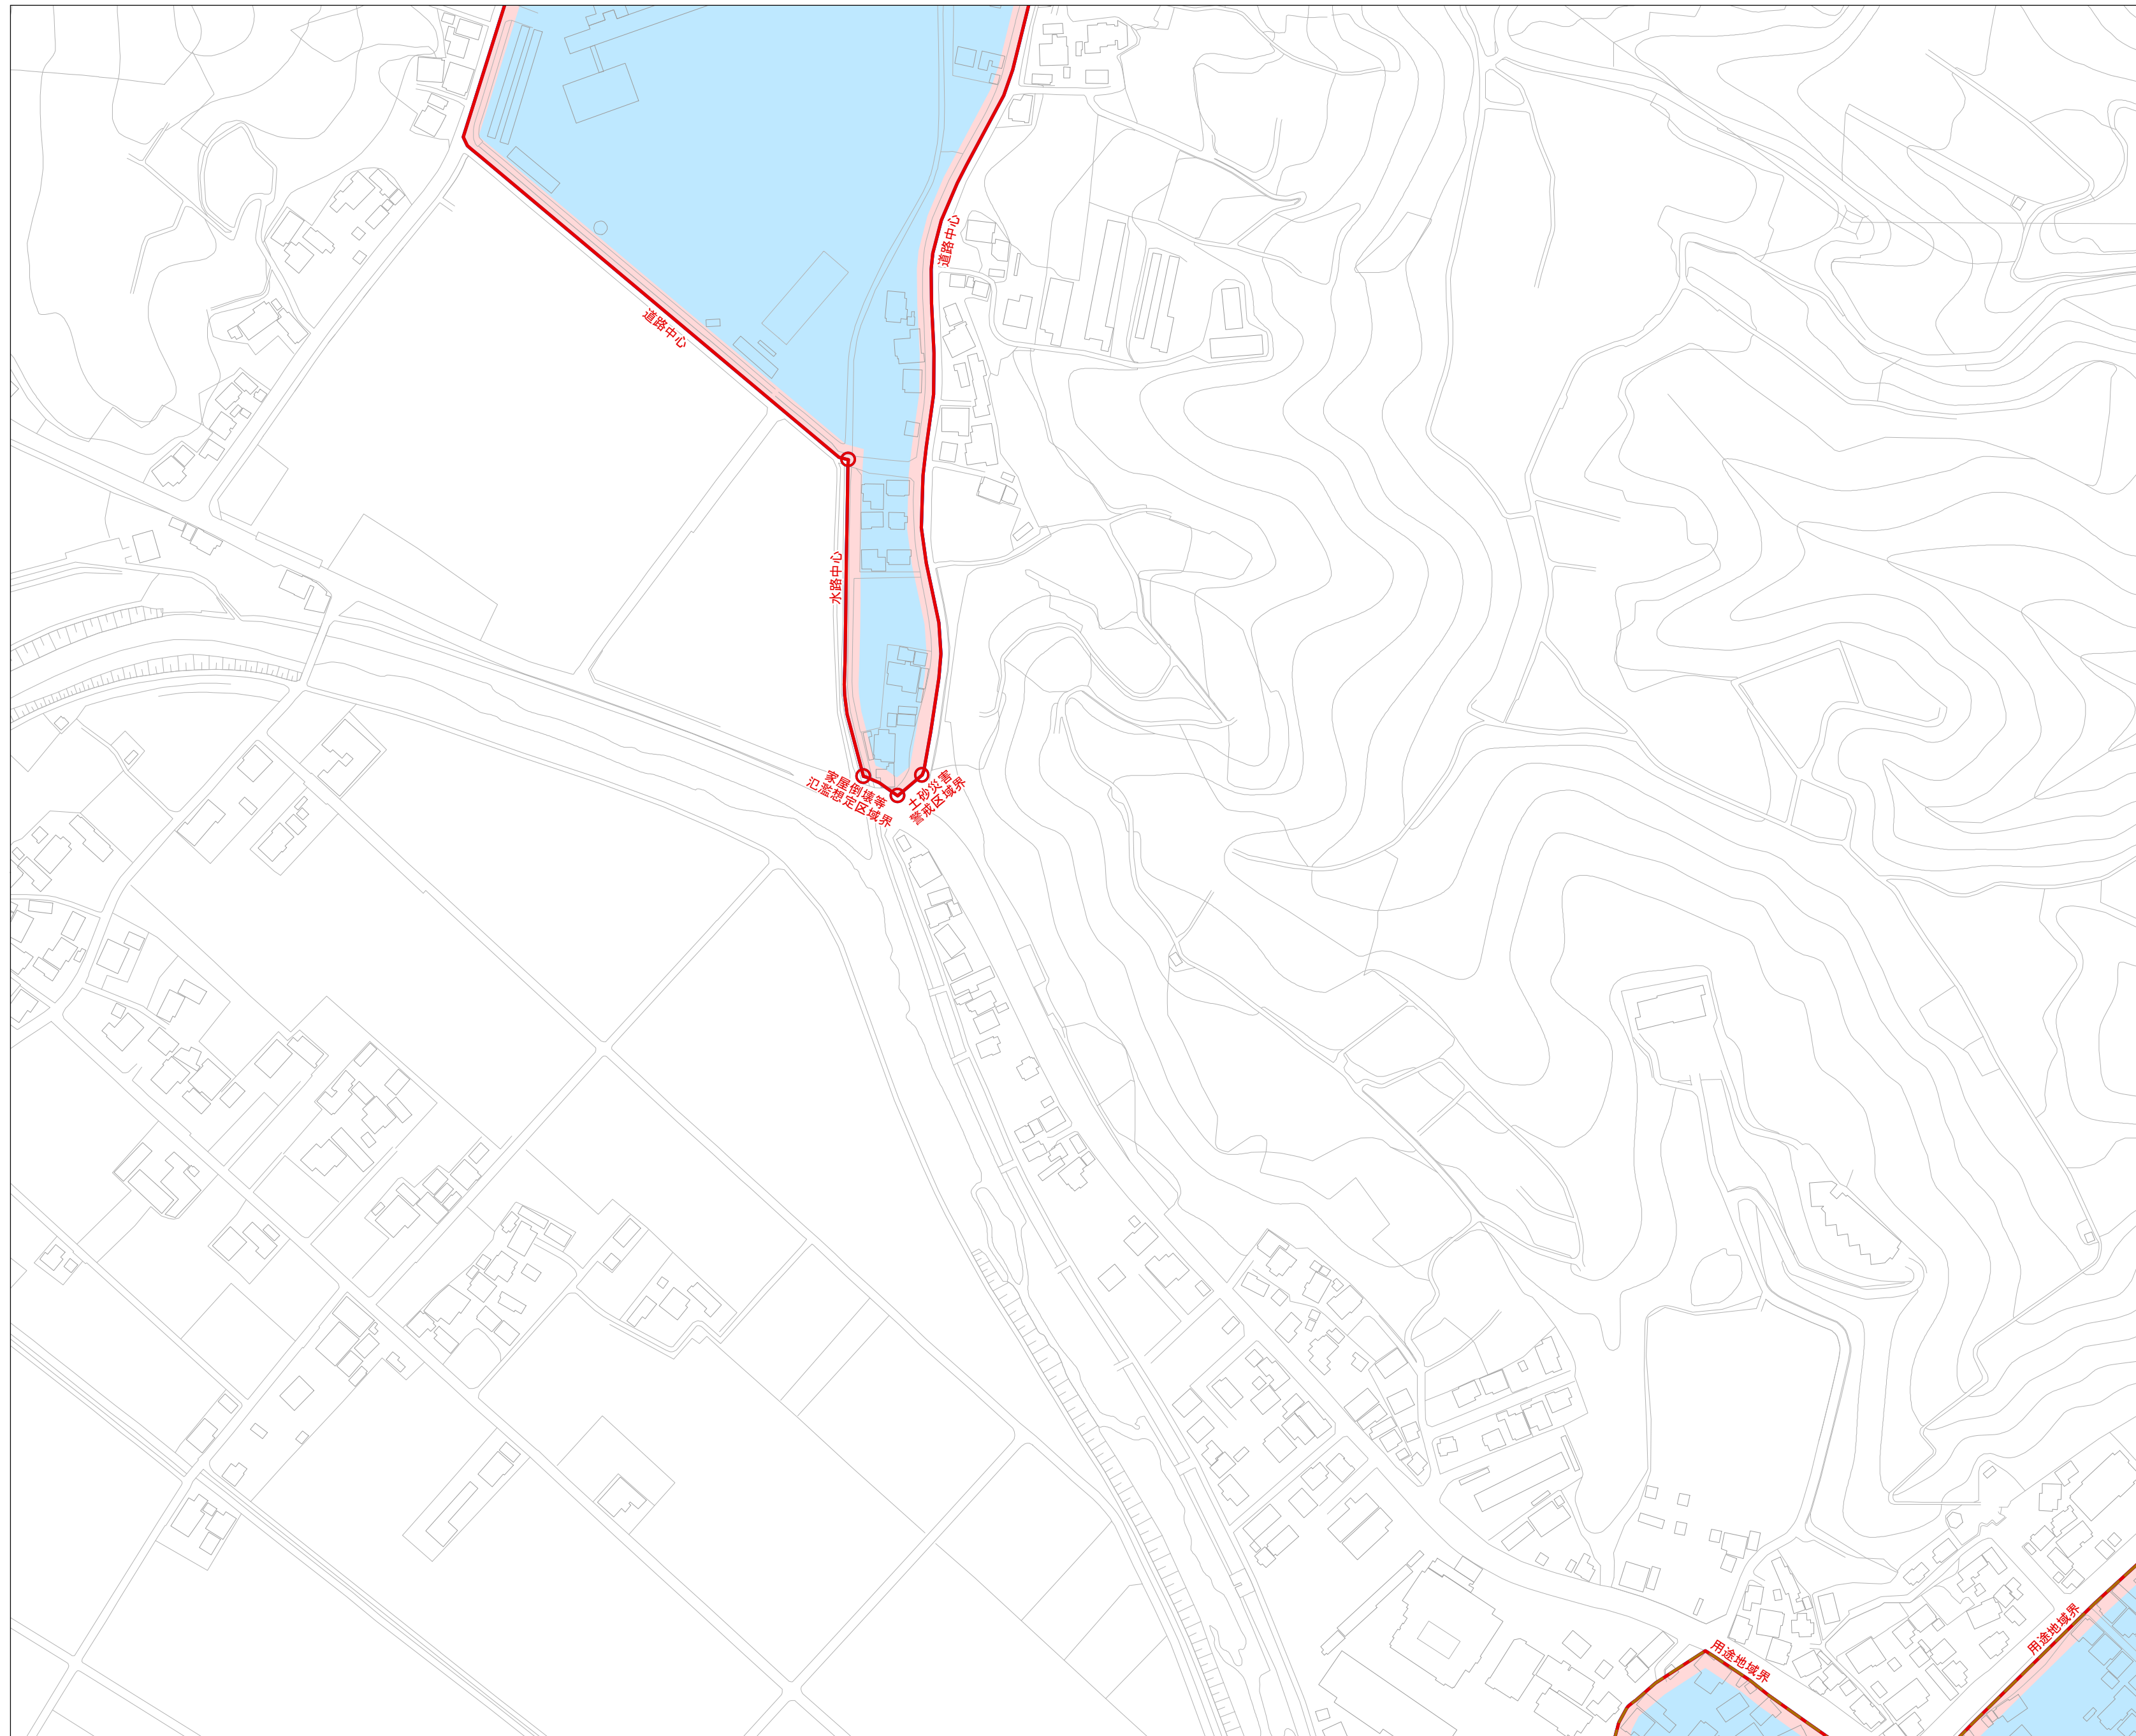 道路中心
道路中心
水路中心
家屋倒壊等
氾濫想定区域界
土砂災害
警戒区域界
用途地域界
用途地域界